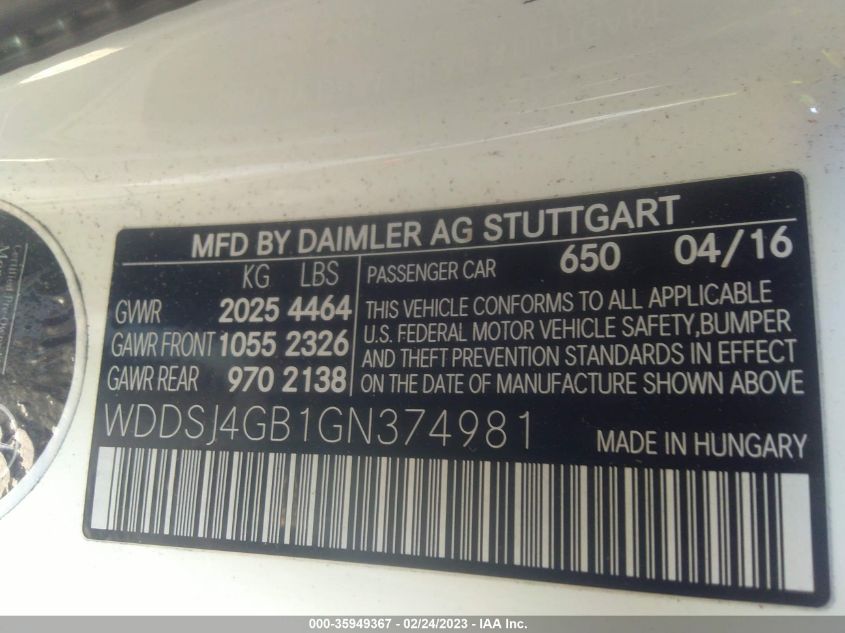 MFD BY DAIMLER AG STUTTGART
KG LBS
GVWR 2025 4464
GAWR FRONT 1055 2326
GAWR REAR 970 2138
PASSENGER CAR 650 04/16
THIS VEHICLE CONFORMS TO ALL APPLICABLE
U.S. FEDERAL MOTOR VEHICLE SAFETY,BUMPER
AND THEFT PREVENTION STANDARDS IN EFFECT
ON THE DATE OF MANUFACTURE SHOWN ABOVE
WDDSJ4GB1GN374981
MADE IN HUNGARY
000-35949367 - 02/24/2023 - IAA Inc.